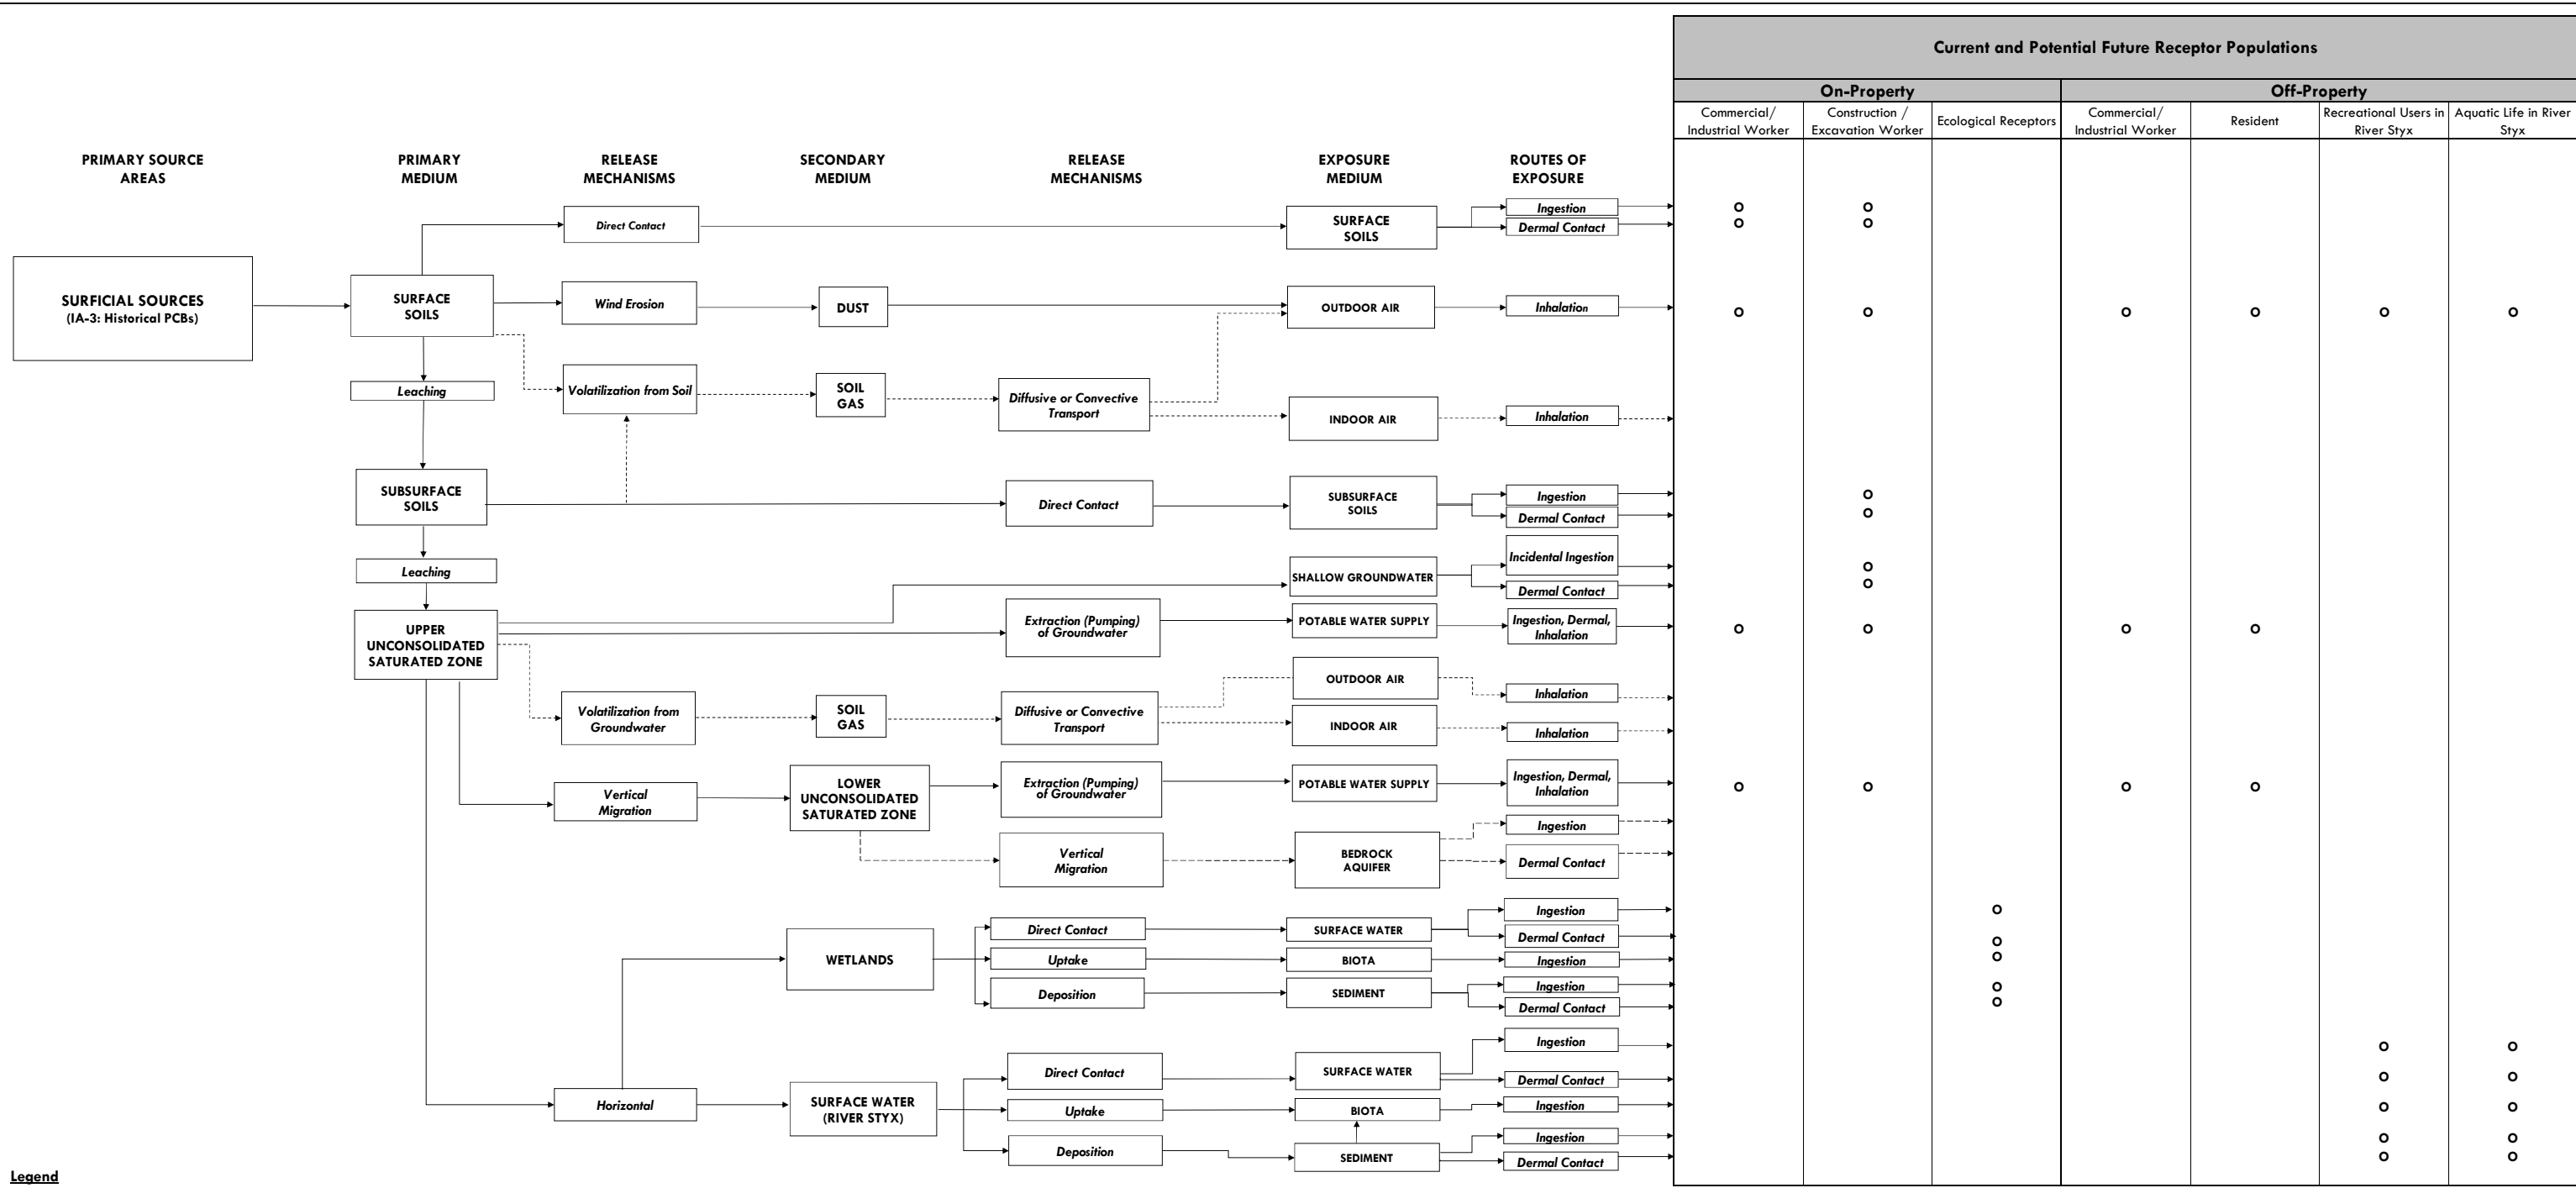 Current and Potential Future Receptor Populations
On-Property
Off-Property
Commercial/
Industrial Worker
Construction /
Excavation Worker
Ecological Receptors
Commercial/
Industrial Worker
Resident
Recreational Users in
River Styx
Aquatic Life in River
Styx
PRIMARY SOURCE
AREAS
PRIMARY
MEDIUM
RELEASE
MECHANISMS
SECONDARY
MEDIUM
RELEASE
MECHANISMS
EXPOSURE
MEDIUM
ROUTES OF
EXPOSURE
Direct Contact
SURFACE
SOILS
Ingestion
Dermal Contact
o o
o o
SURFICIAL SOURCES
(IA-3: Historical PCBs)
SURFACE
SOILS
Wind Erosion
DUST
OUTDOOR AIR
Inhalation
o o o o o o
Leaching
Volatilization from Soil
SOIL
GAS
Diffusive or Convective
Transport
INDOOR AIR
Inhalation
SUBSURFACE
SOILS
Direct Contact
SUBSURFACE
SOILS
Ingestion
Dermal Contact
o
o
Leaching
SHALLOW GROUNDWATER
Incidental Ingestion
Dermal Contact
o
o
UPPER
UNCONSOLIDATED
SATURATED ZONE
Extraction (Pumping)
of Groundwater
POTABLE WATER SUPPLY
Ingestion, Dermal,
Inhalation
o o o o
OUTDOOR AIR
Inhalation
Volatilization from
Groundwater
SOIL
GAS
Diffusive or Convective
Transport
INDOOR AIR
Inhalation
Vertical
Migration
LOWER
UNCONSOLIDATED
SATURATED ZONE
Extraction (Pumping)
of Groundwater
POTABLE WATER SUPPLY
Ingestion, Dermal,
Inhalation
o o o o
Vertical
Migration
BEDROCK
AQUIFER
Ingestion
Dermal Contact
WETLANDS
Direct Contact
SURFACE WATER
Ingestion
o
Dermal Contact
o
Uptake
BIOTA
Ingestion
o
Deposition
SEDIMENT
Ingestion
o
Dermal Contact
o
Horizontal
SURFACE WATER
(RIVER STYX)
Direct Contact
SURFACE WATER
Ingestion
o o
Dermal Contact
o o
Uptake
BIOTA
Ingestion
o o
Deposition
SEDIMENT
Ingestion
o o
Dermal Contact
o o
Legend